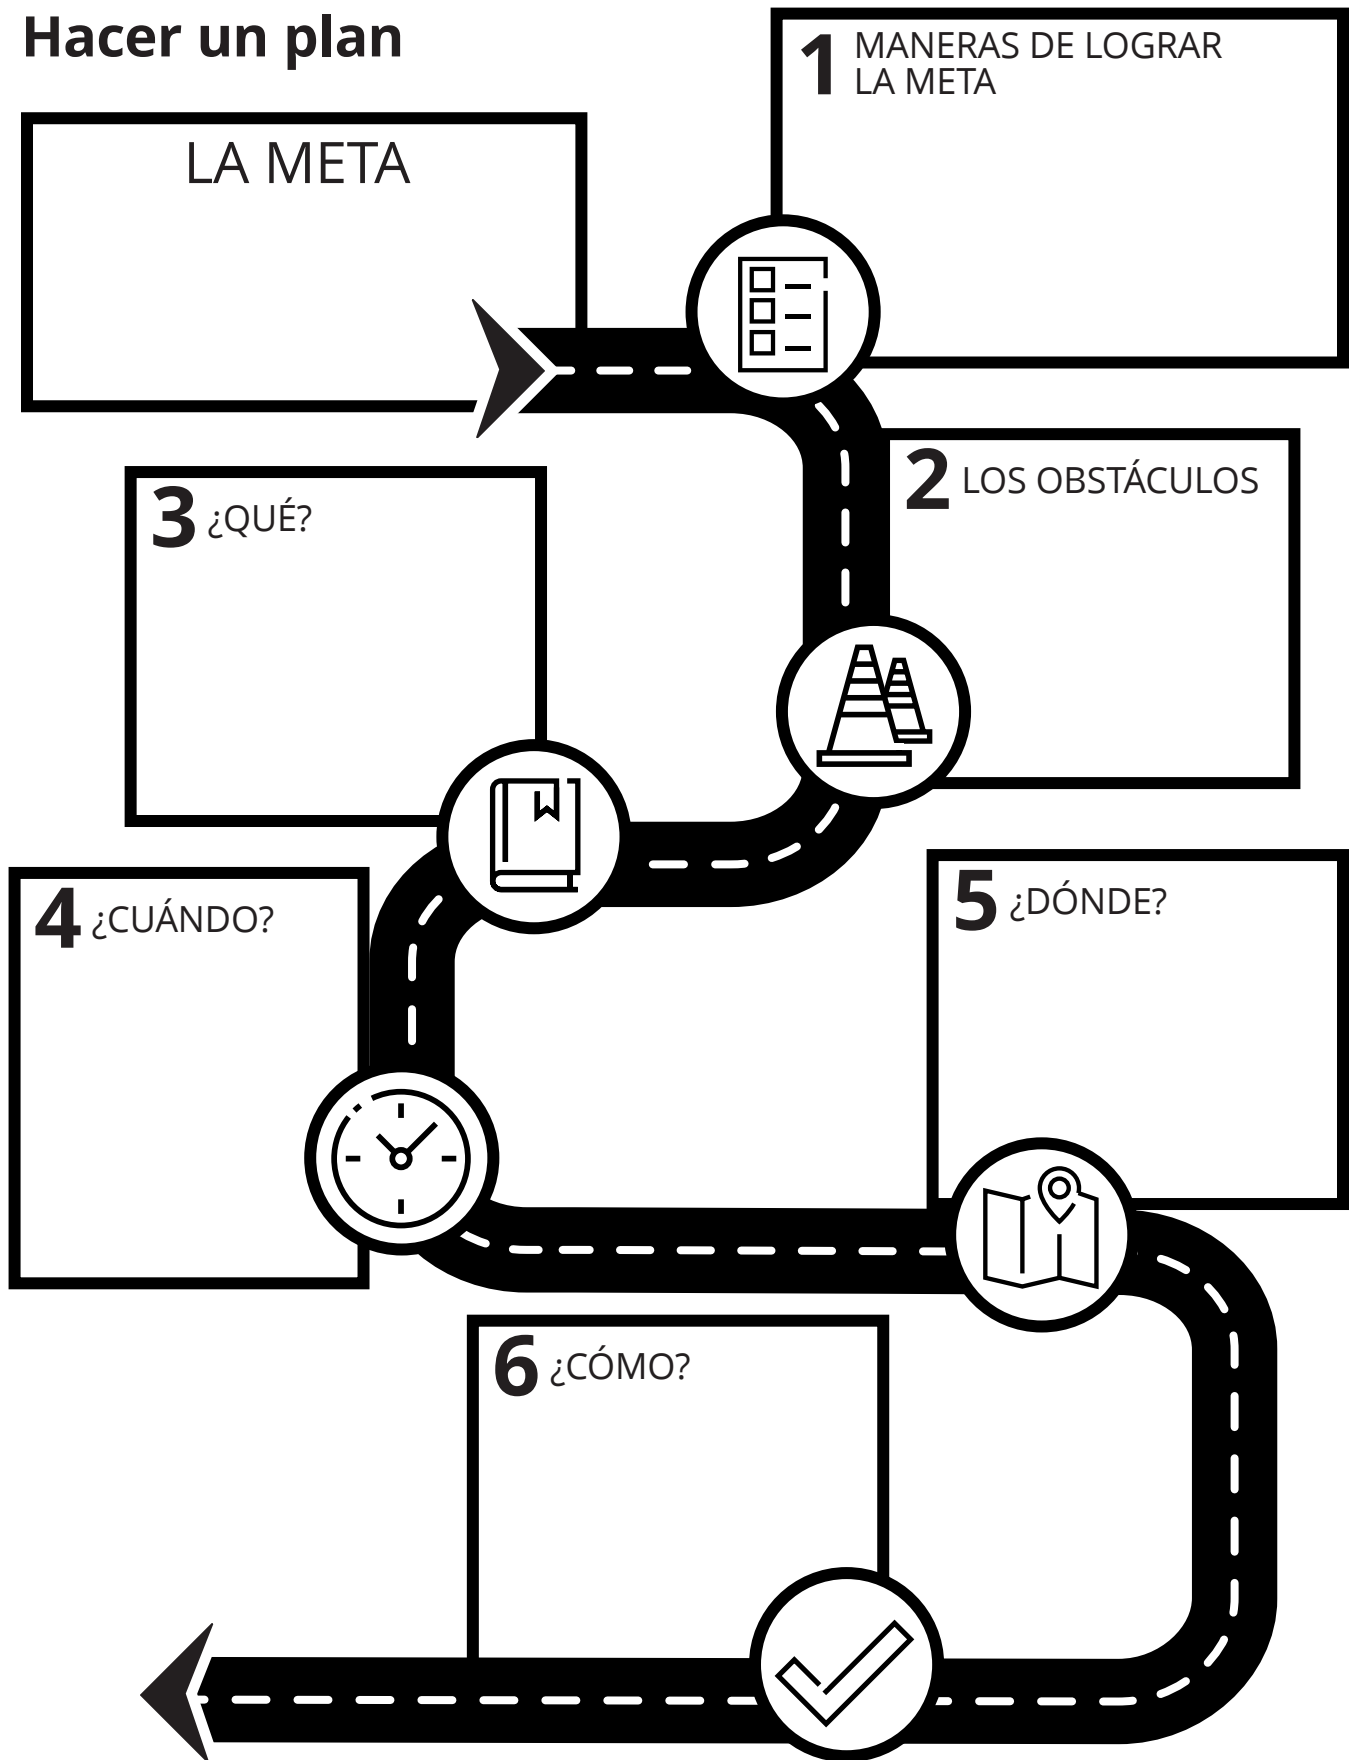 Hacer un plan
LA META
1 MANERAS DE LOGRAR
LA META
2 LOS OBSTÁCULOS
3 ¿QUÉ?
4 ¿CUÁNDO?
5 ¿DÓNDE?
6 ¿CÓMO?